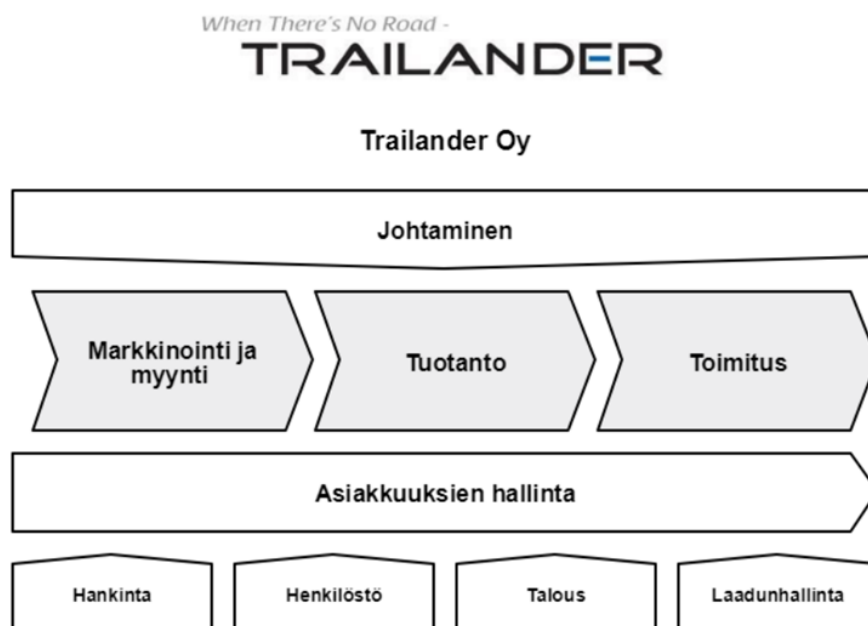 When There's No Road -
TRAILANDER
Trailander Oy
Johtaminen
Markkinointi ja
myynti
Tuotanto
Toimitus
Asiakkuuksien hallinta
Hankinta
Henkilöstö
Talous
Laadunhallinta